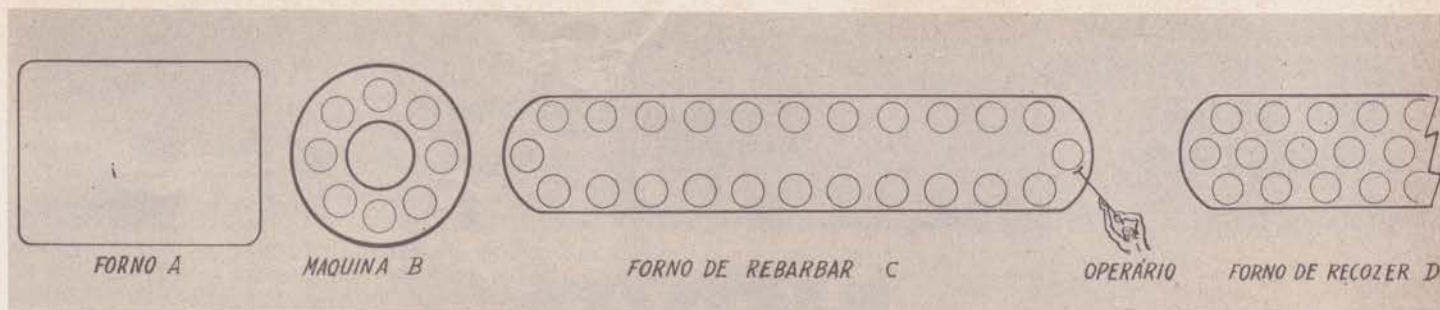 FORNO A
MAQUINA B
FORNO DE REBARBAR C
OPERÁRIO
FORNO DE RECOZER D